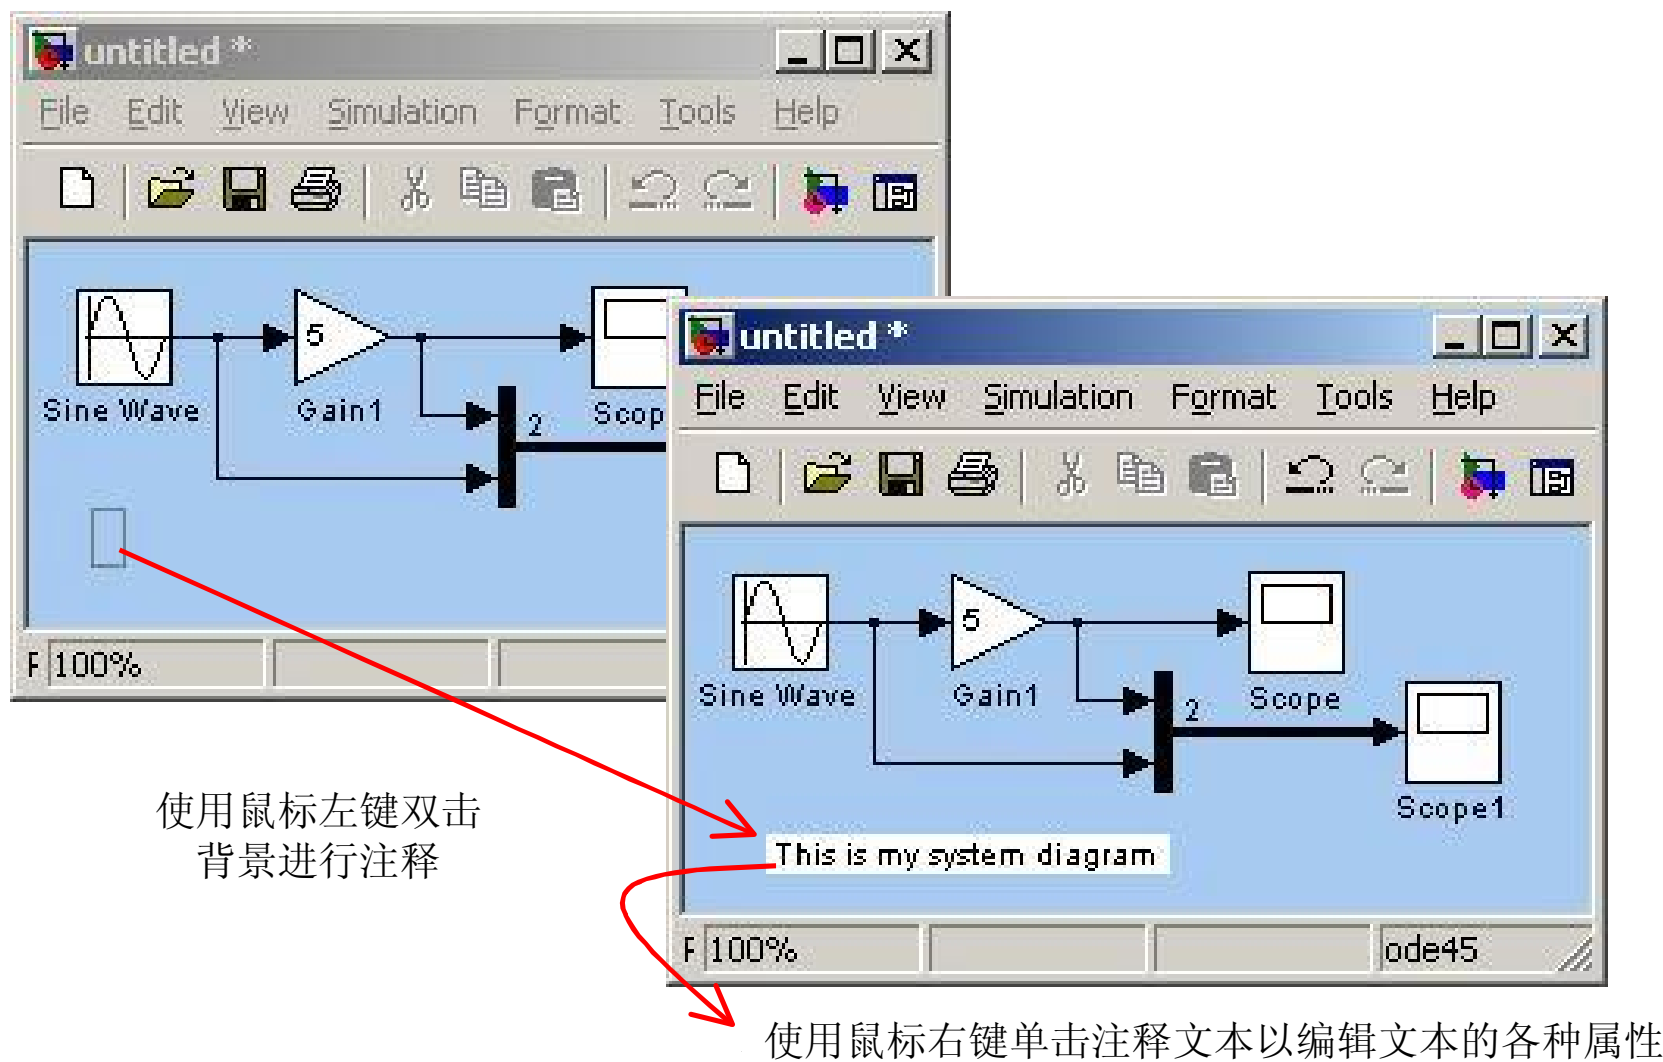 untitled *
File Edit View Simulation Format Tools Help
5
Sine Wave
Gain1
2
Scop
F 100%
untitled *
File Edit View Simulation Format Tools Help
5
Sine Wave
Gain1
2
Scope
Scope1
This is my system diagram
F 100%
ode45
使用鼠标左键双击
背景进行注释
使用鼠标右键单击注释文本以编辑文本的各种属性